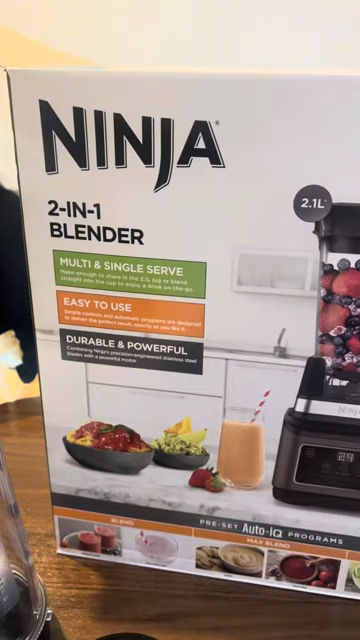 NINJA
2-IN-1
BLENDER
2.1L
MULTI & SINGLE SERVE
Make enough to share in the 2.1L jug or blend
straight into the cup to enjoy a drink on-the-go.
EASY TO USE
Simple controls and automatic programs are designed
to deliver the perfect result, exactly as you like it.
DURABLE & POWERFUL
Combining Ninja's precision-engineered stainless steel
blades with a powerful motor.
NINJ
BLEND
PRE-SET Auto-iQ PROGRAMS
MAX BLEND